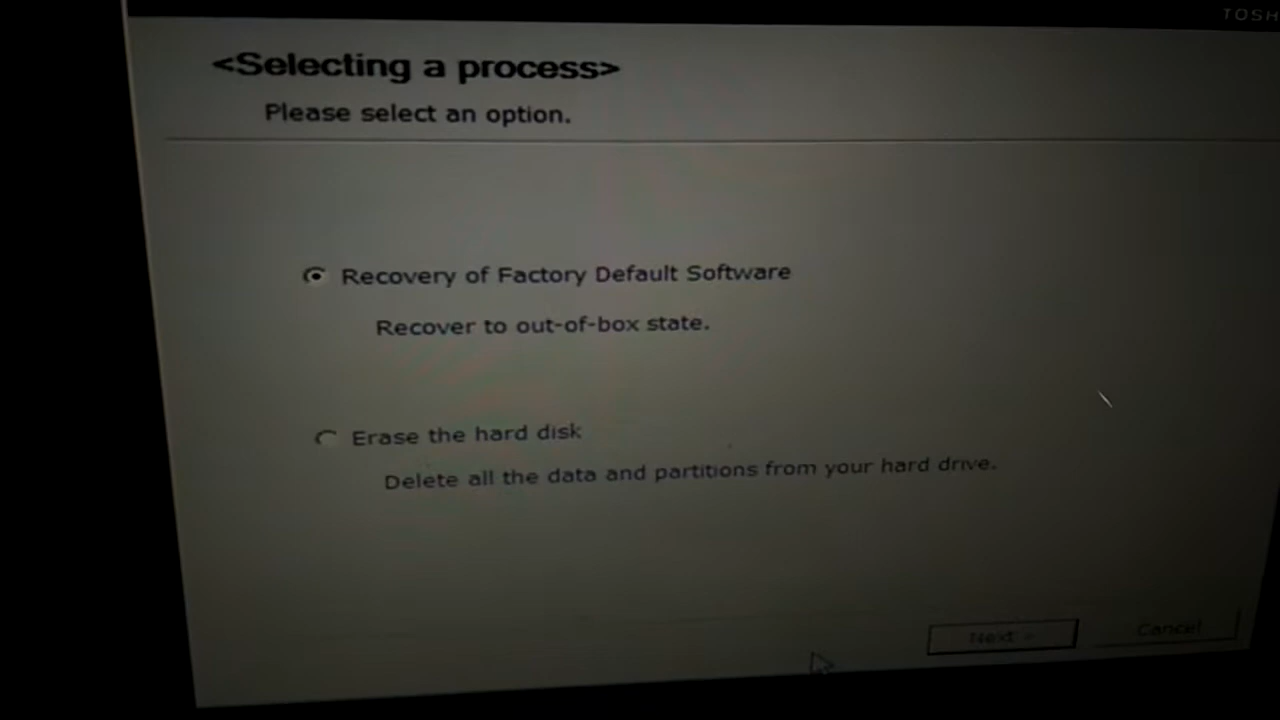 TOSH
<Selecting a process>
Please select an option.
Recovery of Factory Default Software
Recover to out-of-box state.
Erase the hard disk
Delete all the data and partitions from your hard drive.
Next >
Cancel